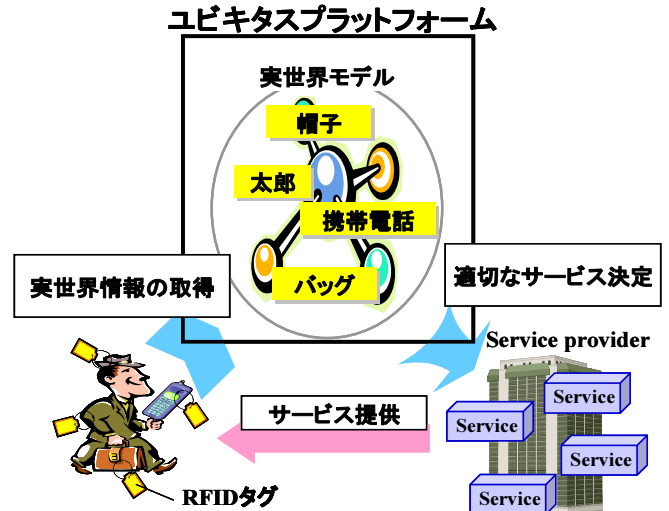 ユビキタスプラットフォーム
実世界モデル
帽子
太郎
携帯電話
バッグ
実世界情報の取得
適切なサービス決定
Service provider
Service
Service
Service
Service
サービス提供
RFIDタグ